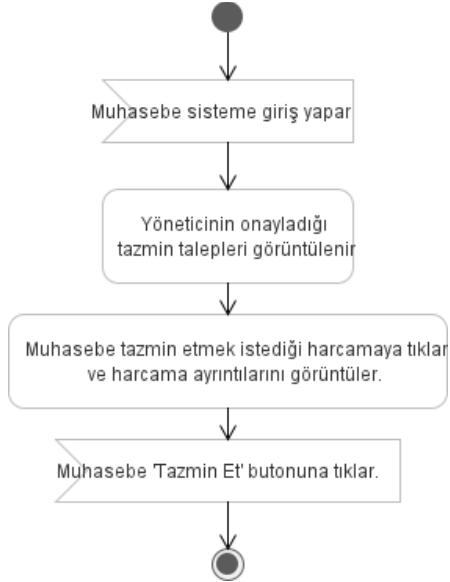 Muhasebe sisteme giriş yapar
Yöneticinin onayladığı
tazmin talepleri görüntülenir
Muhasebe tazmin etmek istediği harcamaya tıklar
ve harcama ayrıntılarını görüntüler.
Muhasebe 'Tazmin Et' butonuna tıklar.